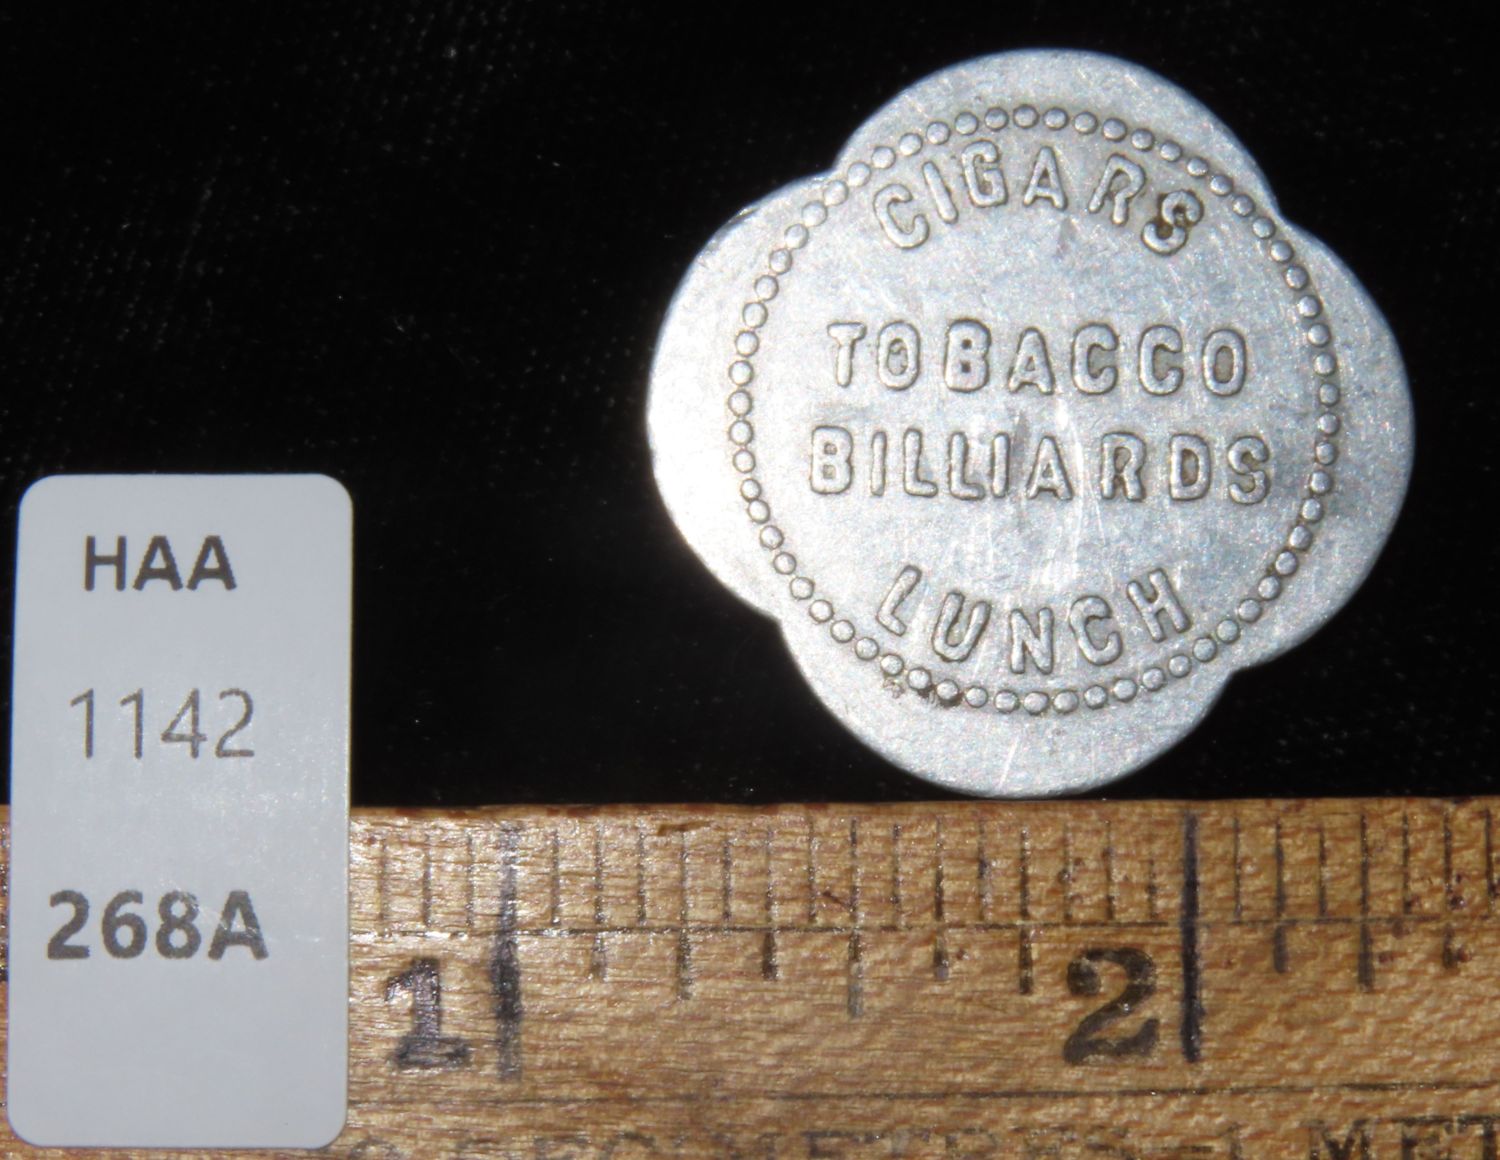 CIGARS
TOBACCO
BILLIARDS
LUNCH
HAA
1142
268A
1 2